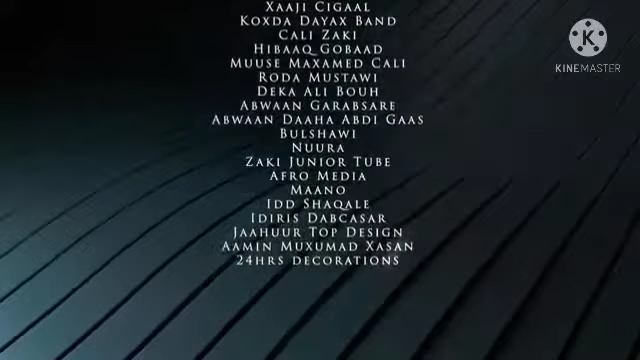 Xaaji Cigaal
Koxda Dayax Band
Cali Zaki
Hibaaq Gobaad
Muuse Maxamed Cali
Roda Mustawi
Deka Ali Bouh
Abwaan Garabsare
Abwaan Daaha Abdi Gaas
Bulshawi
Nuura
Zaki Junior Tube
Afro Media
Maano
Idd Shaqale
Idiris Dabcasar
Jaahuur Top Design
Aamin Muxumad Xasan
24hrs decorations
K
KINEMASTER